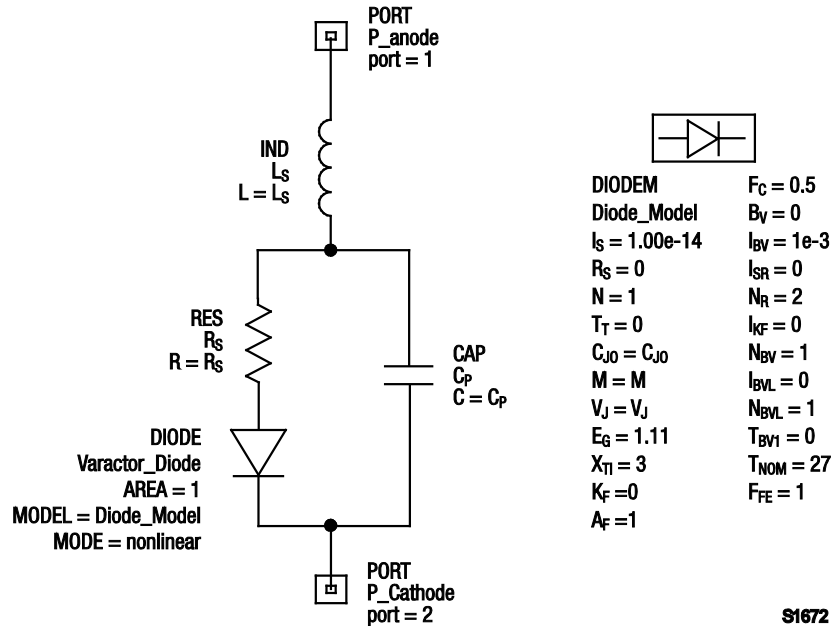 PORT
P_anode
port = 1
IND
LS
L = LS
RES
RS
R = RS
CAP
CP
C = CP
DIODE
Varactor_Diode
AREA = 1
MODEL = Diode_Model
MODE = nonlinear
PORT
P_Cathode
port = 2
DIODEM
Diode_Model
IS = 1.00e-14
RS = 0
N = 1
TT = 0
CJO = CJO
M = M
VJ = VJ
EG = 1.11
XTI = 3
KF =0
AF =1
FC = 0.5
BV = 0
IBV = 1e-3
ISR = 0
NR = 2
IKF = 0
NBV = 1
IBVL = 0
NBVL = 1
TBV1 = 0
TNOM = 27
FFE = 1
S1672